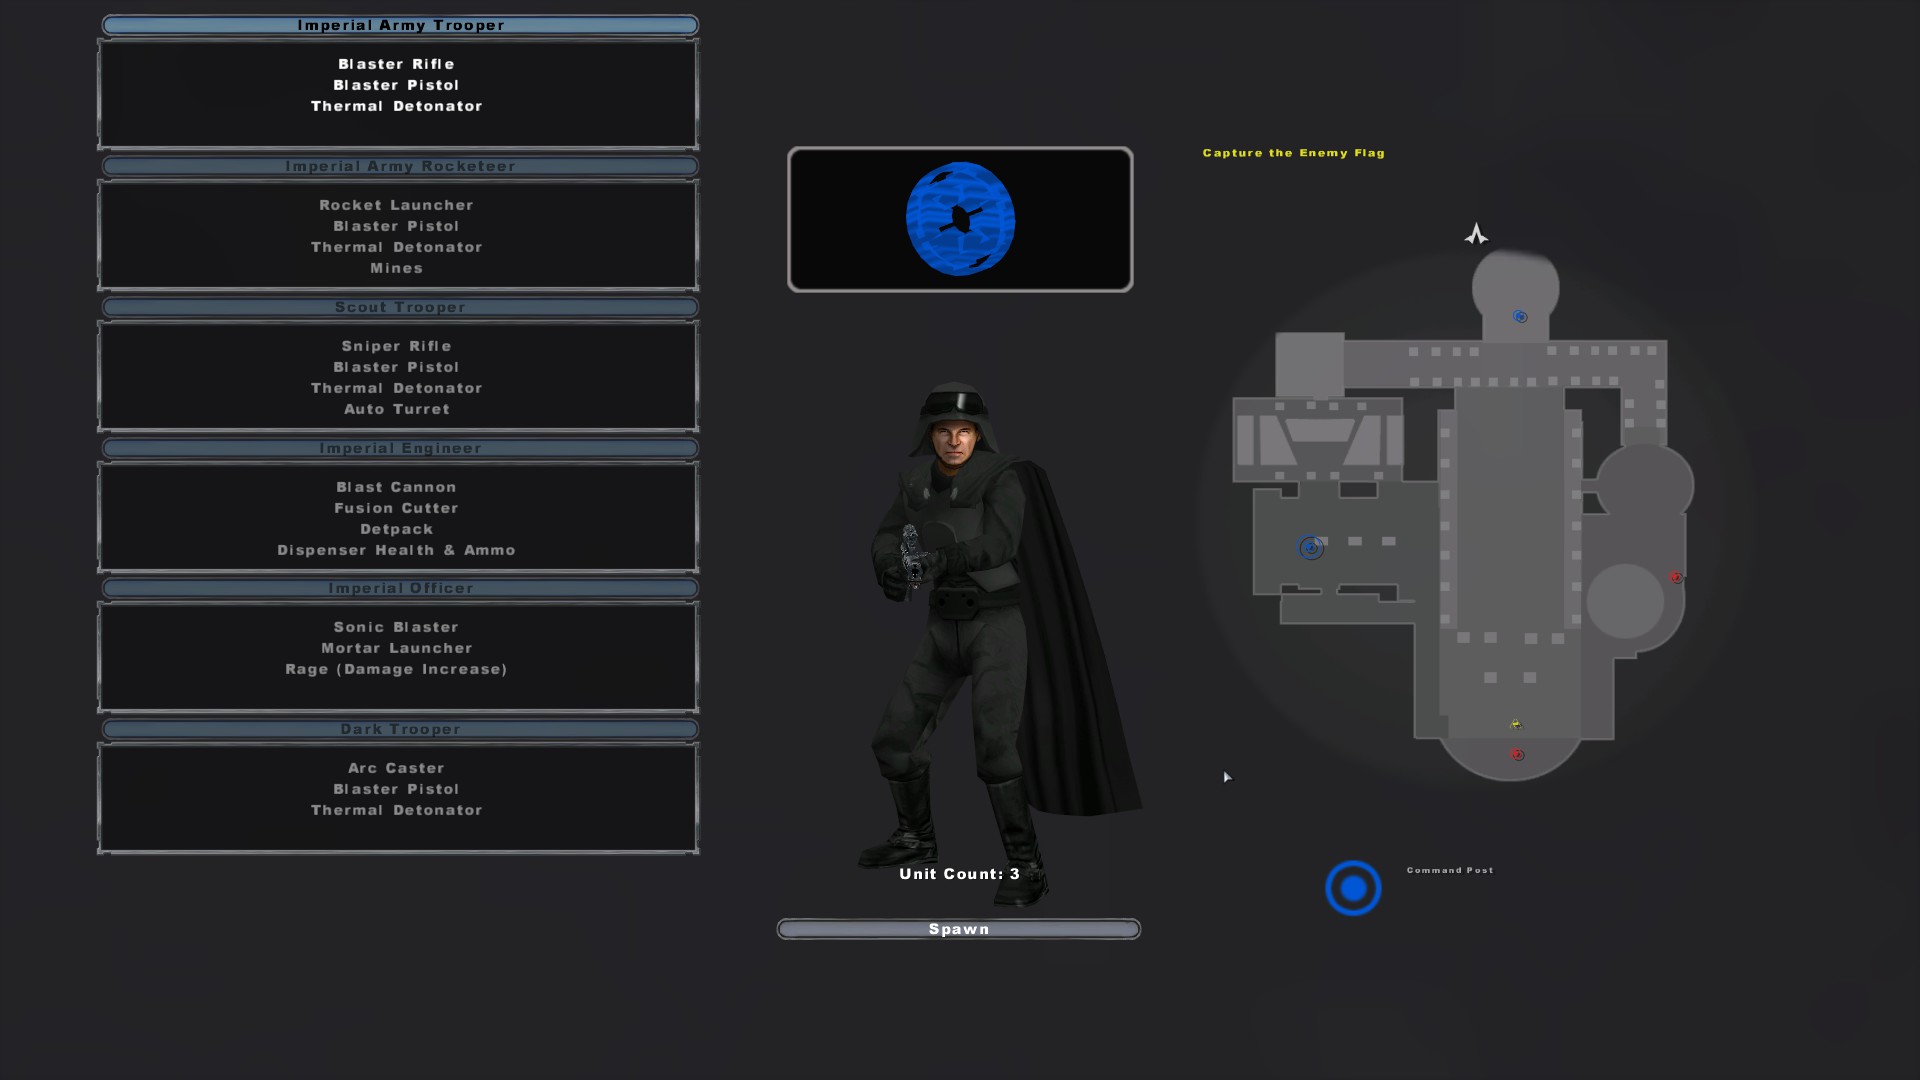 Imperial Army Trooper
Blaster Rifle
Blaster Pistol
Thermal Detonator
Imperial Army Rocketeer
Rocket Launcher
Blaster Pistol
Thermal Detonator
Mines
Scout Trooper
Sniper Rifle
Blaster Pistol
Thermal Detonator
Auto Turret
Imperial Engineer
Blast Cannon
Fusion Cutter
Detpack
Dispenser Health & Ammo
Imperial Officer
Sonic Blaster
Mortar Launcher
Rage (Damage Increase)
Dark Trooper
Arc Caster
Blaster Pistol
Thermal Detonator
Unit Count: 3
Spawn
Capture the Enemy Flag
Command Post